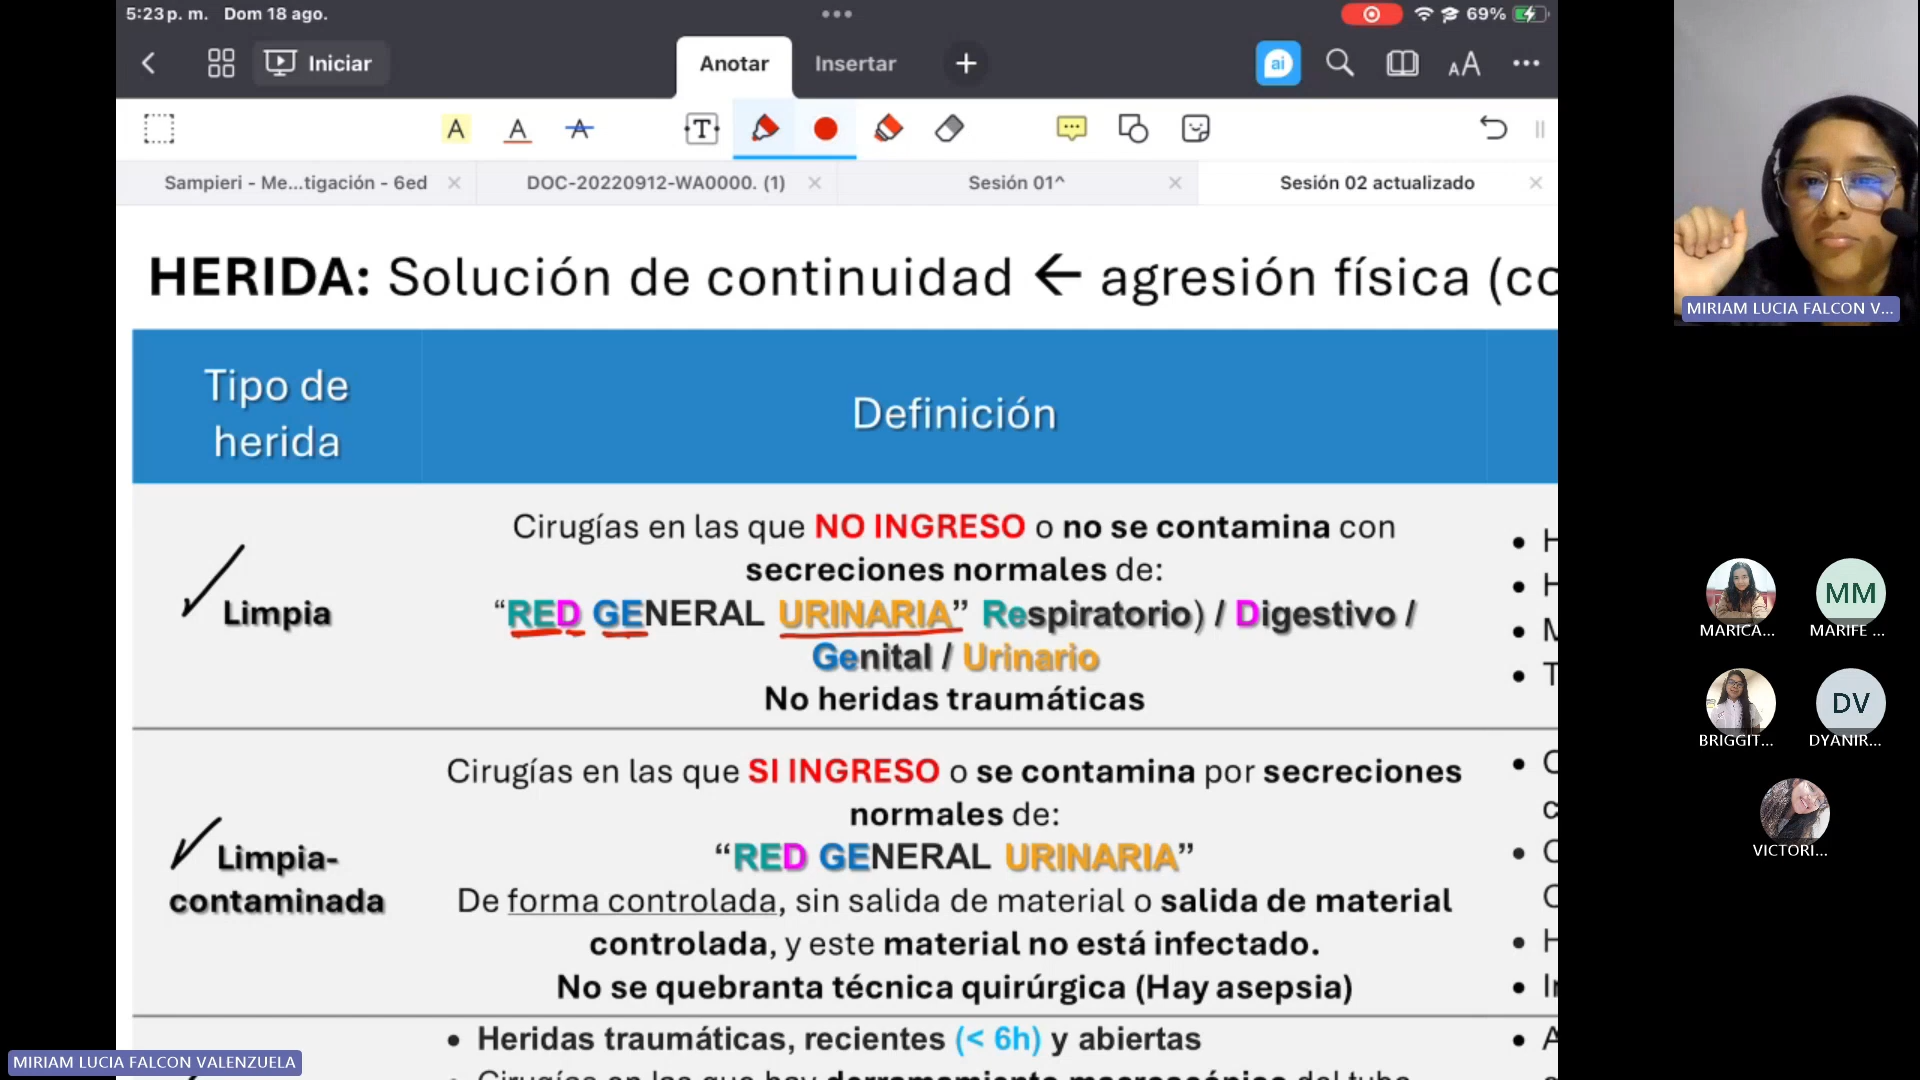 5:23 p. m. Dom 18 ago.
69%
Iniciar
Anotar
Insertar
ai
AA
A A A T
Sampieri - Me...tigación - 6ed
DOC-20220912-WA0000. (1)
Sesión 01^
Sesión 02 actualizado
HERIDA: Solución de continuidad ← agresión física (co
Tipo de
herida
Definición
Limpia
Cirugías en las que NO INGRESO o no se contamina con
secreciones normales de:
“RED GENERAL URINARIA” Respiratorio) / Digestivo /
Genital / Urinario
No heridas traumáticas
Limpia-
contaminada
Cirugías en las que SI INGRESO o se contamina por secreciones
normales de:
“RED GENERAL URINARIA”
De forma controlada, sin salida de material o salida de material
controlada, y este material no está infectado.
No se quebranta técnica quirúrgica (Hay asepsia)
• Heridas traumáticas, recientes (< 6h) y abiertas
MIRIAM LUCIA FALCON V...
MARICA...
MM
MARIFE ...
BRIGGIT...
DV
DYANIR...
VICTORI...
MIRIAM LUCIA FALCON VALENZUELA